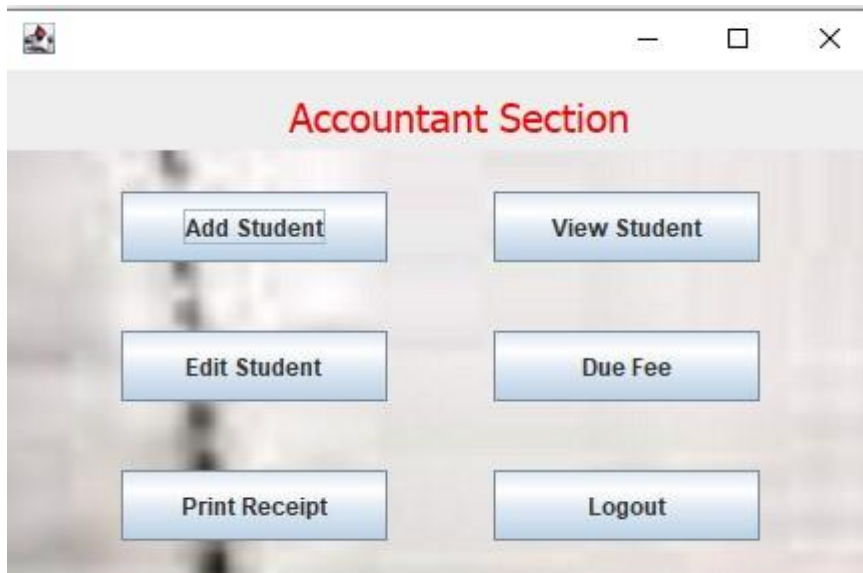 Accountant Section
Add Student
View Student
Edit Student
Due Fee
Print Receipt
Logout